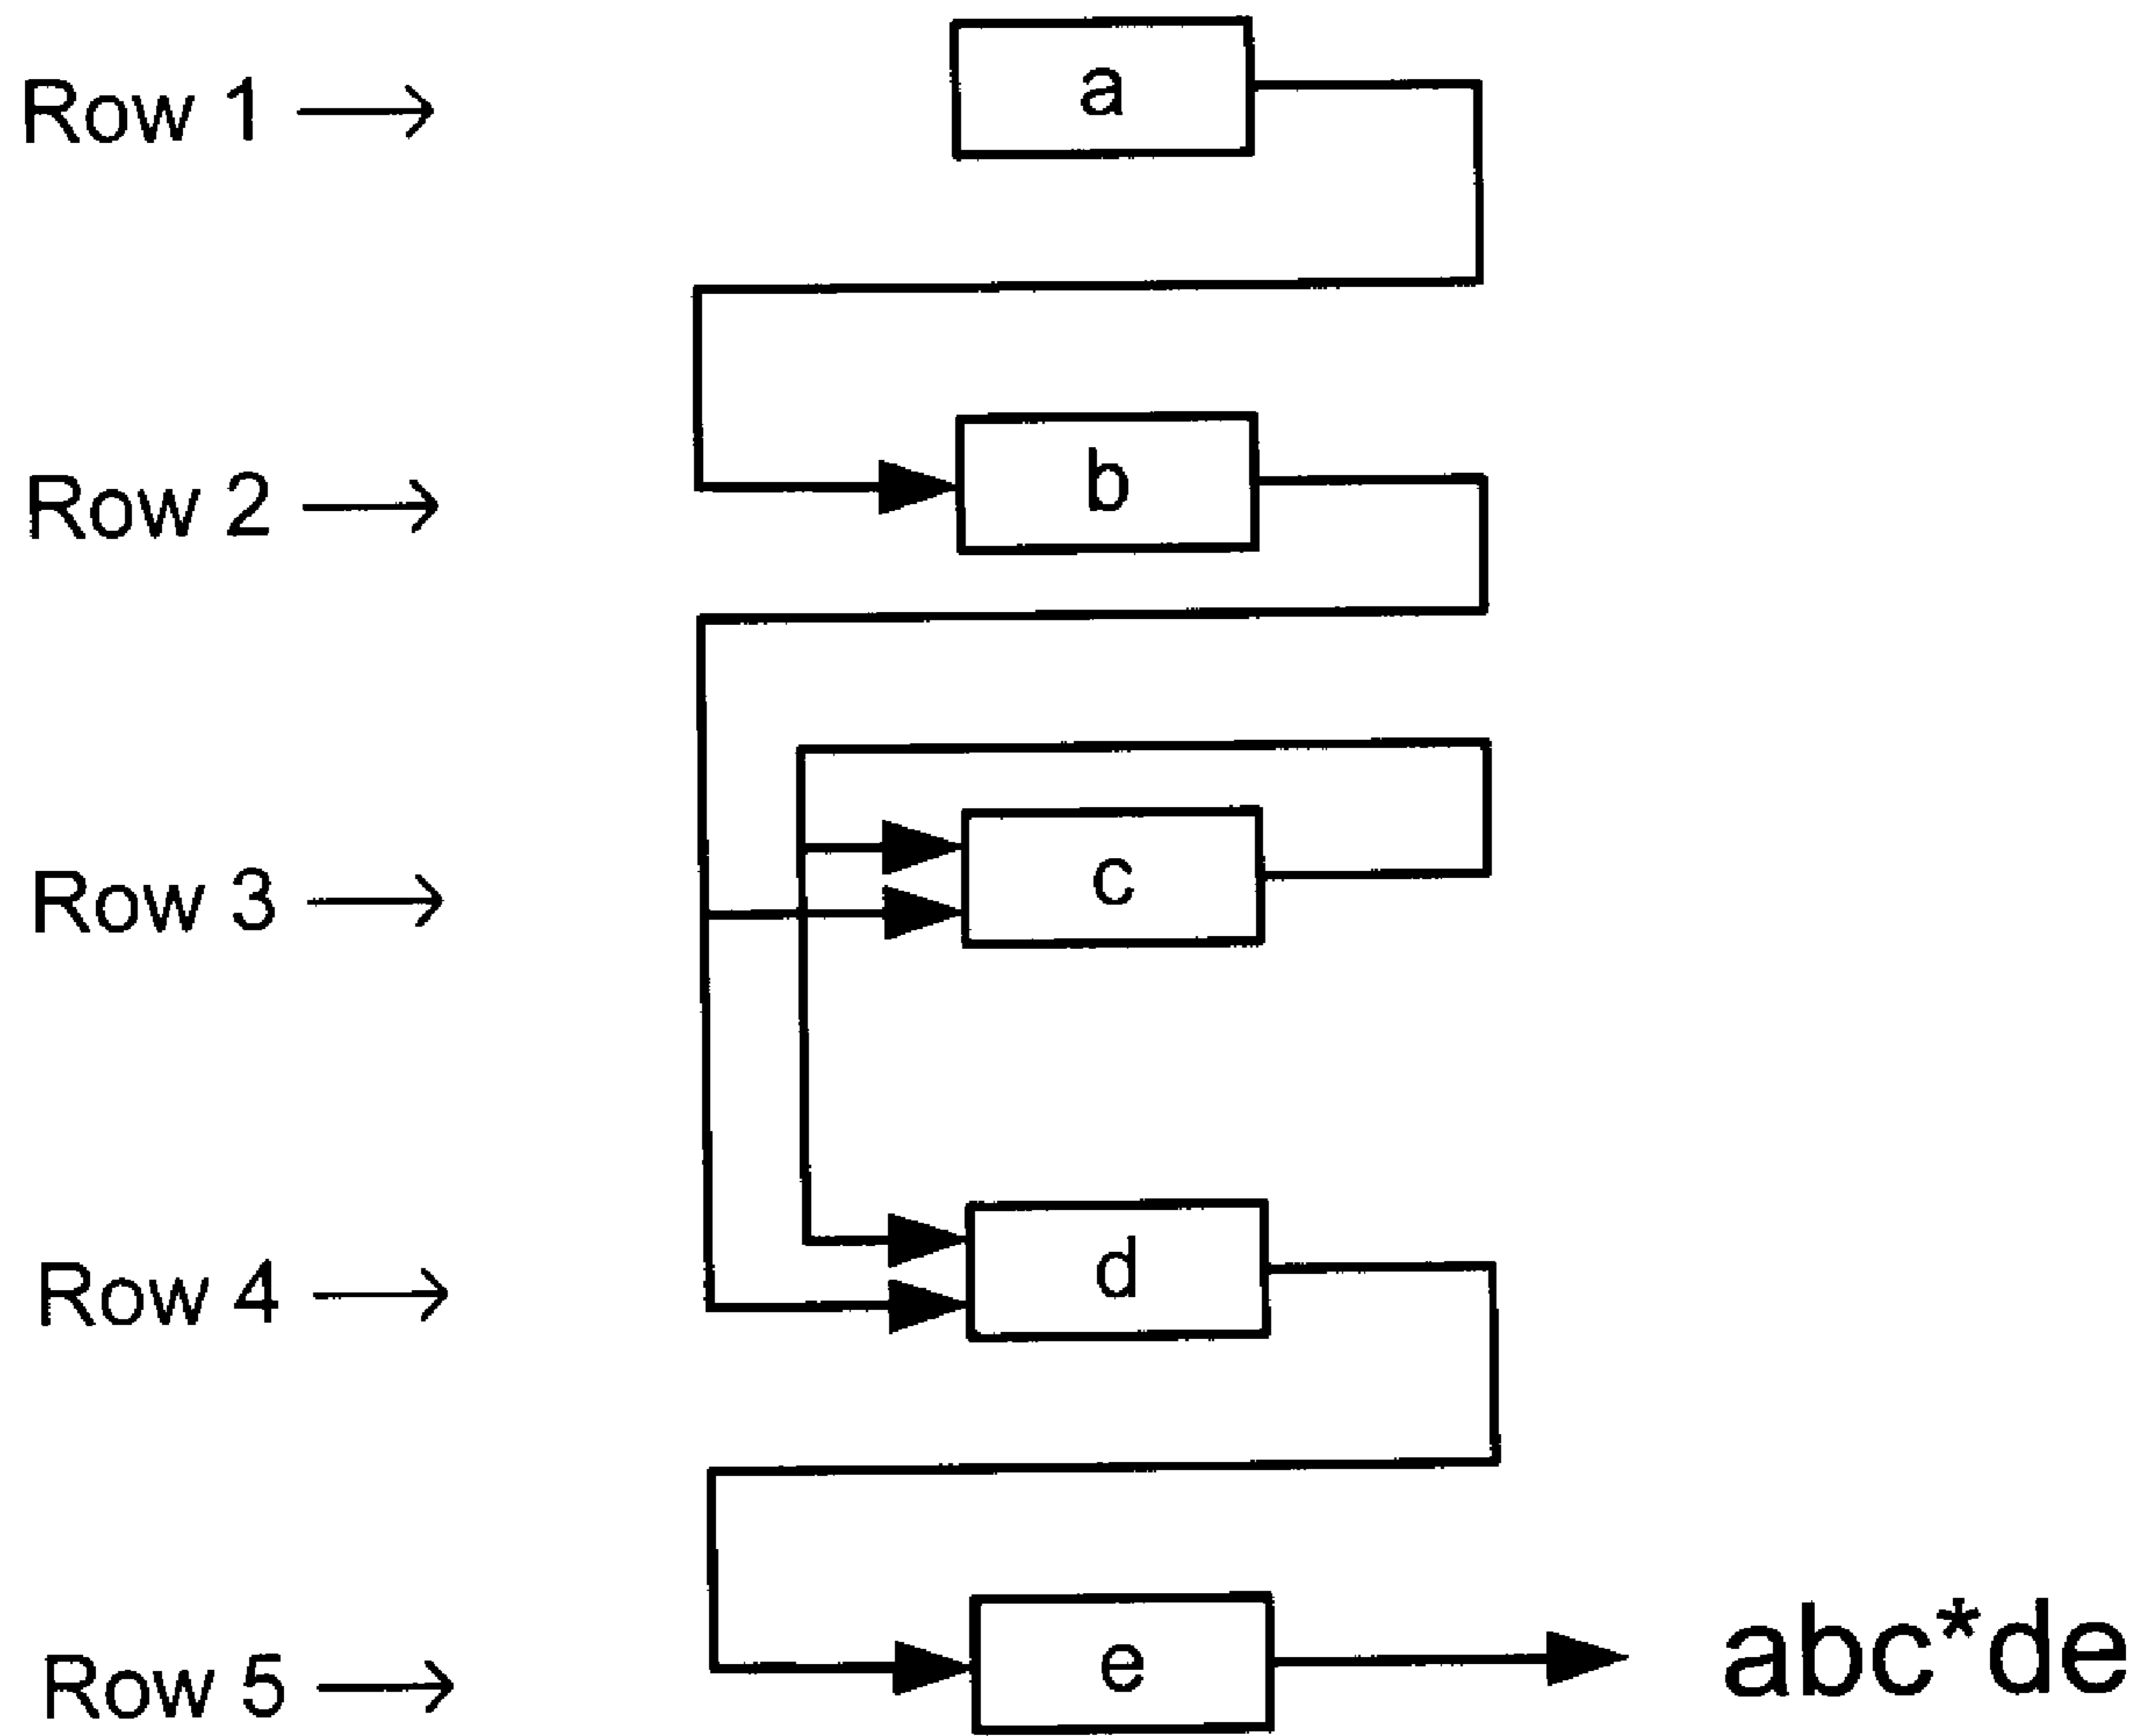 Row 1 → a
Row 2 → b
Row 3 → c
Row 4 → d
Row 5 → e abc*de